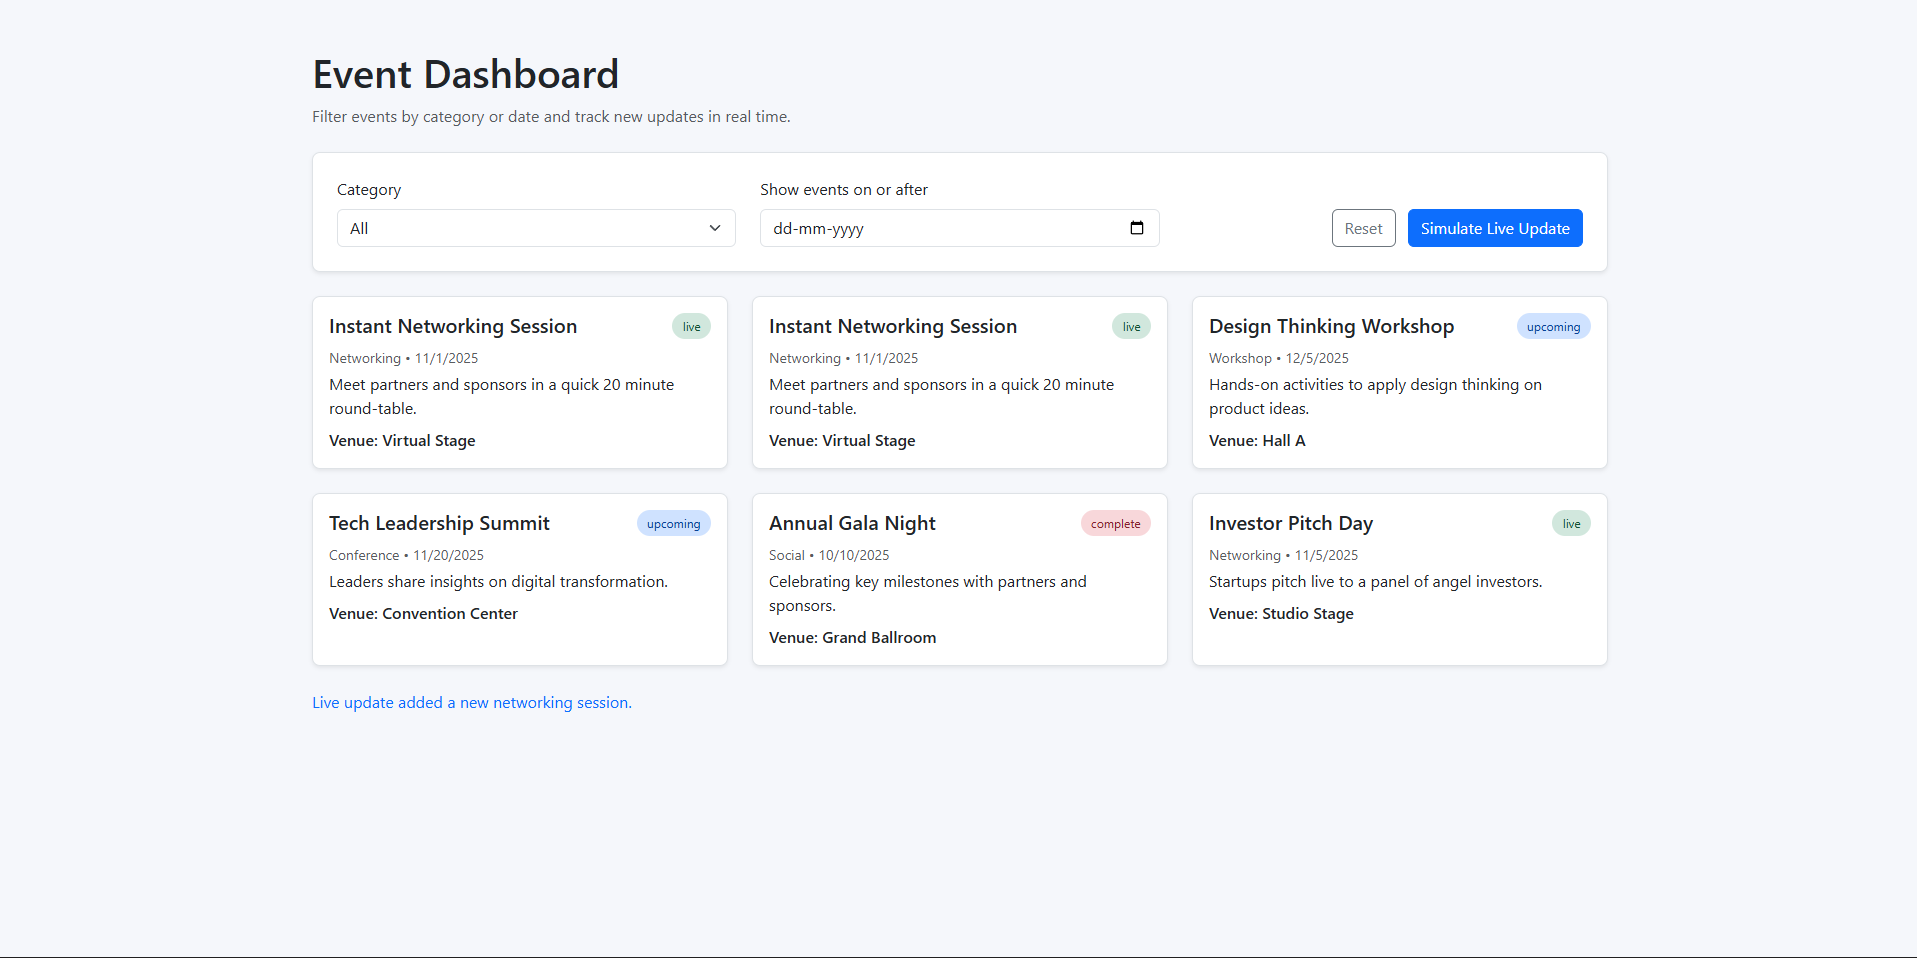 Event Dashboard
Filter events by category or date and track new updates in real time.
Category
Show events on or after
All
dd-mm-yyyy
Reset
Simulate Live Update
Instant Networking Session
live
Networking • 11/1/2025
Meet partners and sponsors in a quick 20 minute
round-table.
Venue: Virtual Stage
Instant Networking Session
live
Networking • 11/1/2025
Meet partners and sponsors in a quick 20 minute
round-table.
Venue: Virtual Stage
Design Thinking Workshop
upcoming
Workshop • 12/5/2025
Hands-on activities to apply design thinking on
product ideas.
Venue: Hall A
Tech Leadership Summit
upcoming
Conference • 11/20/2025
Leaders share insights on digital transformation.
Venue: Convention Center
Annual Gala Night
complete
Social • 10/10/2025
Celebrating key milestones with partners and
sponsors.
Venue: Grand Ballroom
Investor Pitch Day
live
Networking • 11/5/2025
Startups pitch live to a panel of angel investors.
Venue: Studio Stage
Live update added a new networking session.